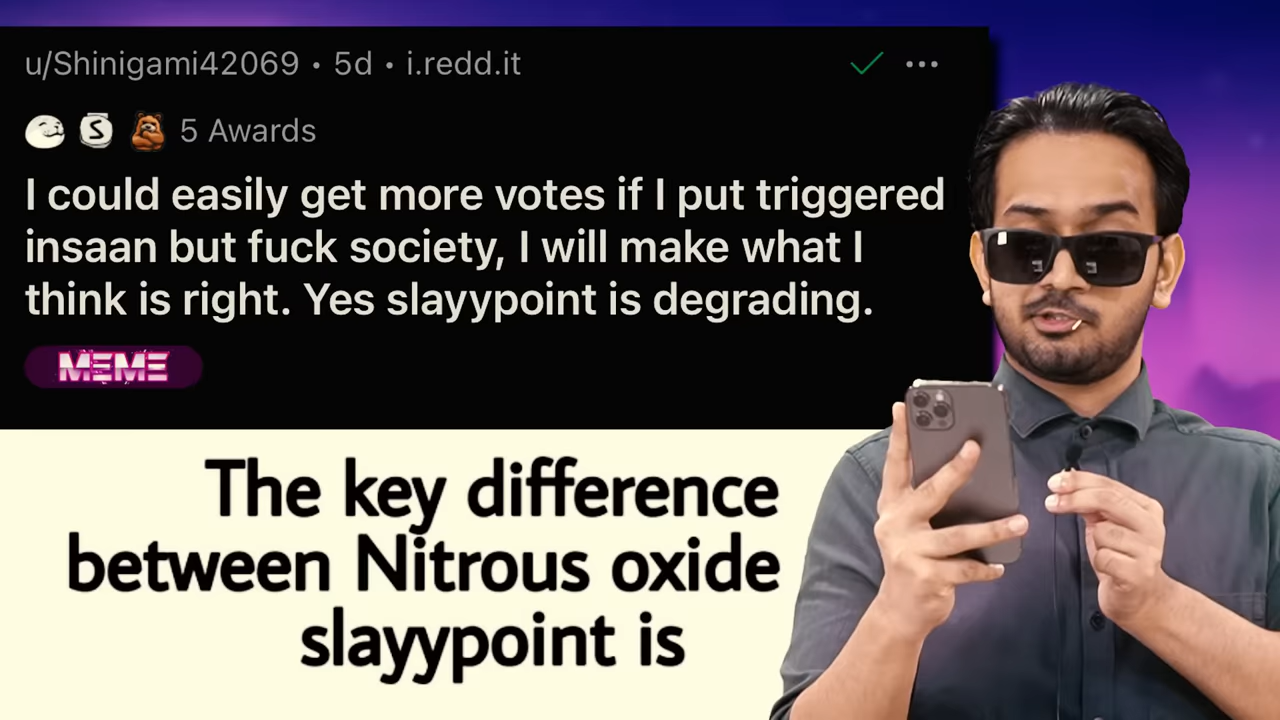 u/Shinigami42069 • 5d • i.redd.it
5 Awards
I could easily get more votes if I put triggered
insaan but fuck society, I will make what I
think is right. Yes slayypoint is degrading.
MEME
The key difference
between Nitrous oxide
slayypoint is